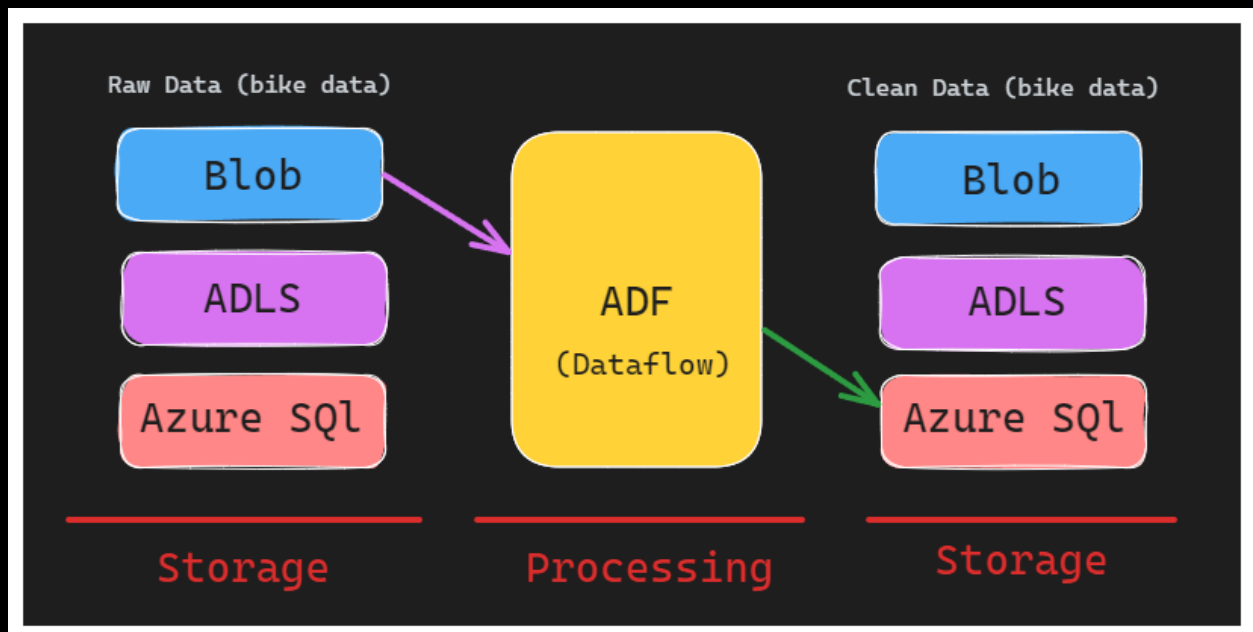 Raw Data (bike data)
Blob
ADLS
Azure SQl
Storage
ADF
(Dataflow)
Processing
Clean Data (bike data)
Blob
ADLS
Azure SQl
Storage